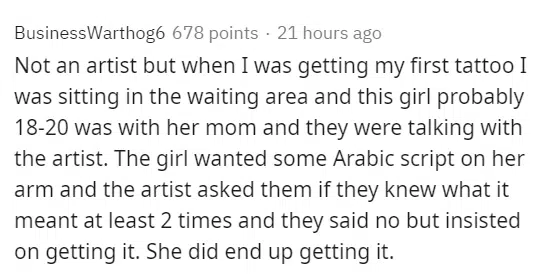 BusinessWarthog6 678 points · 21 hours ago
Not an artist but when I was getting my first tattoo I
was sitting in the waiting area and this girl probably
18-20 was with her mom and they were talking with
the artist. The girl wanted some Arabic script on her
arm and the artist asked them if they knew what it
meant at least 2 times and they said no but insisted
on getting it. She did end up getting it.